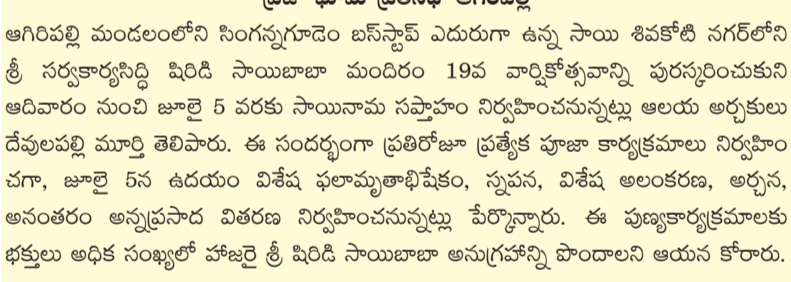 ఆగిరిపల్లి మండలంలోని సింగన్నగూడెం బస్‌స్టాప్ ఎదురుగా ఉన్న సాయి శివకోటి నగర్‌లోని
శ్రీ సర్వకార్యసిద్ధి షిరిడి సాయిబాబా మందిరం 19వ వార్షికోత్సవాన్ని పురస్కరించుకుని
ఆదివారం నుంచి జూలై 5 వరకు సాయినామ సప్తాహం నిర్వహించనున్నట్లు ఆలయ అర్చకులు
దేవులపల్లి మూర్తి తెలిపారు. ఈ సందర్భంగా ప్రతిరోజూ ప్రత్యేక పూజా కార్యక్రమాలు నిర్వహిం
చగా, జూలై 5న ఉదయం విశేష ఫలామృతాభిషేకం, స్నపన, విశేష అలంకరణ, అర్చన,
అనంతరం అన్నప్రసాద వితరణ నిర్వహించనున్నట్లు పేర్కొన్నారు. ఈ పుణ్యకార్యక్రమాలకు
భక్తులు అధిక సంఖ్యలో హాజరై శ్రీ షిరిడి సాయిబాబా అనుగ్రహాన్ని పొందాలని ఆయన కోరారు.